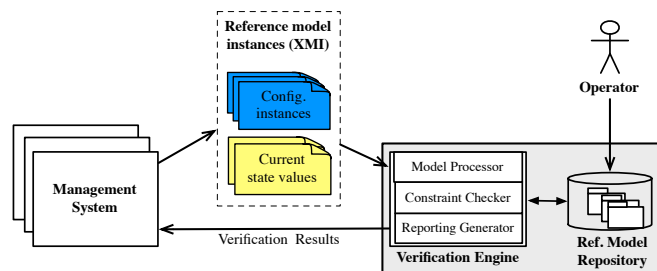 Reference model
instances (XMI)
Config.
instances
Current
state values
Operator
Management
System
Model Processor
Constraint Checker
Reporting Generator
Verification Results
Verification Engine
Ref. Model
Repository